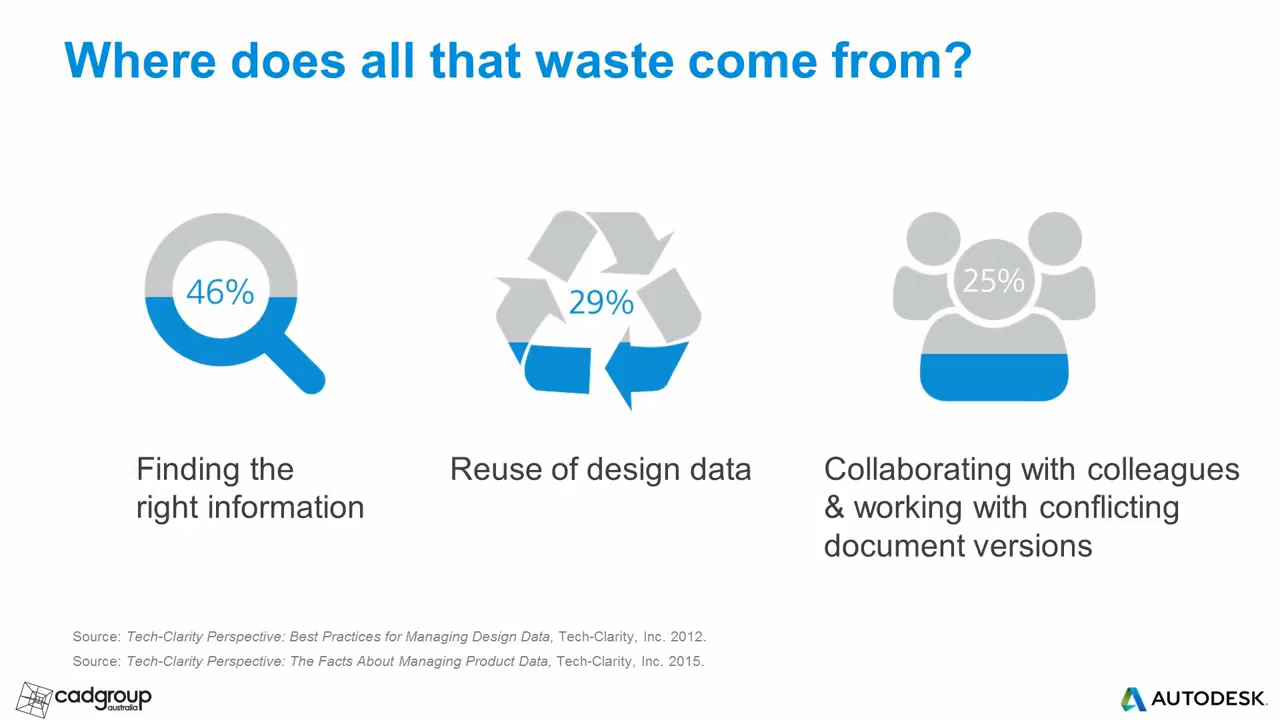 Where does all that waste come from?
46%
29%
25%
Finding the
right information
Reuse of design data
Collaborating with colleagues
& working with conflicting
document versions
Source: Tech-Clarity Perspective: Best Practices for Managing Design Data, Tech-Clarity, Inc. 2012.
Source: Tech-Clarity Perspective: The Facts About Managing Product Data, Tech-Clarity, Inc. 2015.
cadgroup
australia
AUTODESK.